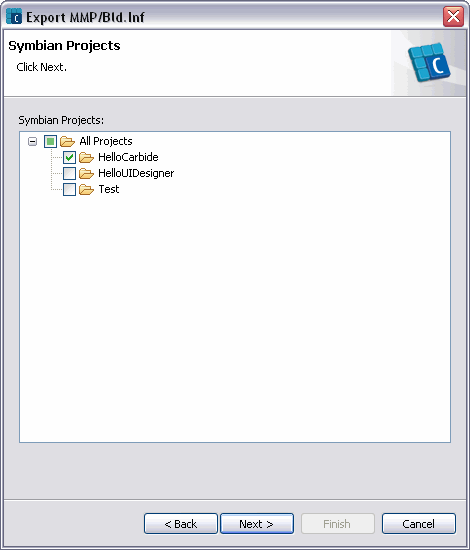 Export MMP/Bld.Inf
Symbian Projects
Click Next.
C
Symbian Projects:
All Projects
HelloCarbide
HelloUIDesigner
Test
< Back
Next >
Finish
Cancel